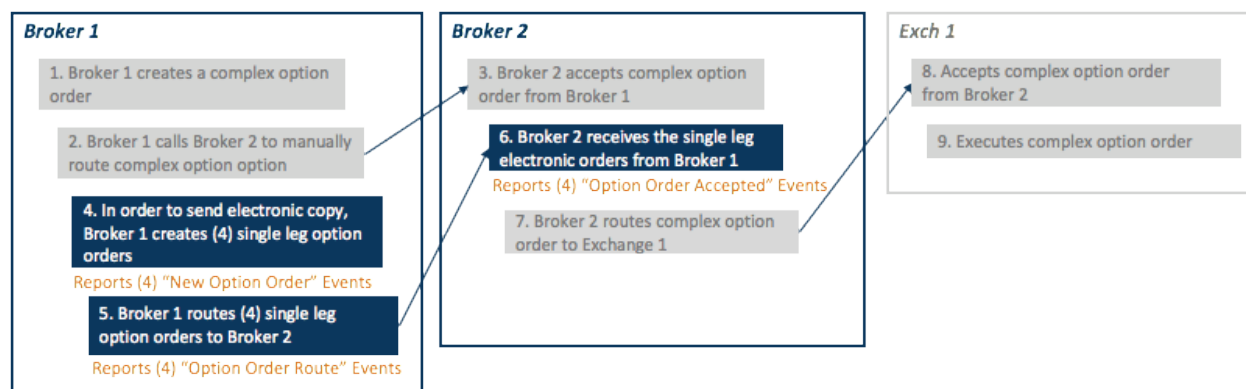 Broker 1
1. Broker 1 creates a complex option
order
2. Broker 1 calls Broker 2 to manually
route complex option option
4. In order to send electronic copy,
Broker 1 creates (4) single leg option
orders
Reports (4) "New Option Order" Events
5. Broker 1 routes (4) single leg
option orders to Broker 2
Reports (4) "Option Order Route" Events
Broker 2
3. Broker 2 accepts complex option
order from Broker 1
6. Broker 2 receives the single leg
electronic orders from Broker 1
Reports (4) "Option Order Accepted" Events
7. Broker 2 routes complex option
order to Exchange 1
Exch 1
8. Accepts complex option order
from Broker 2
9. Executes complex option order